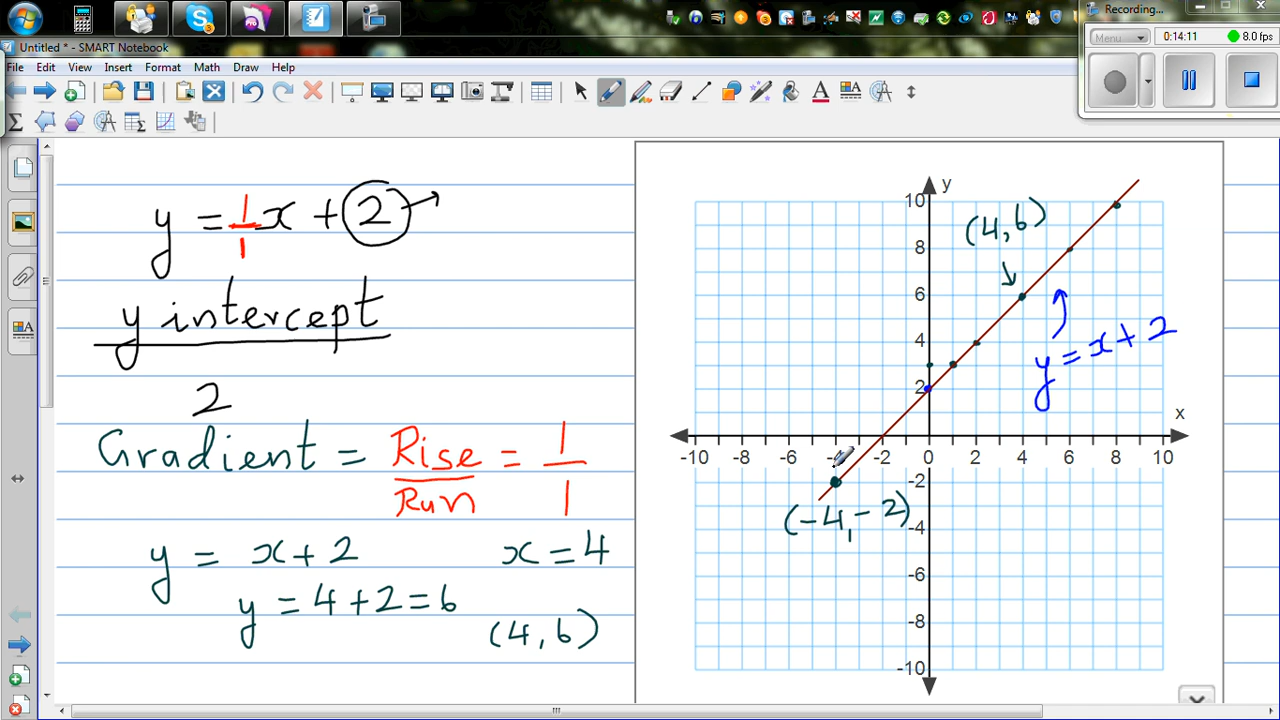 Recording...
Menu
0:14:11
8.0 fps
Untitled * - SMART Notebook
File Edit View Insert Format Math Draw Help
y = 1/1 x + 2
y intercept
2
Gradient = Rise/Run = 1/1
y = x + 2
x = 4
y = 4 + 2 = 6
(4, 6)
y
10
(4, 6)
8
6
y = x + 2
4
2
x
-10 -8 -6 -2 0 2 4 6 8 10
-2
(-4, -2)
-4
-6
-8
-10